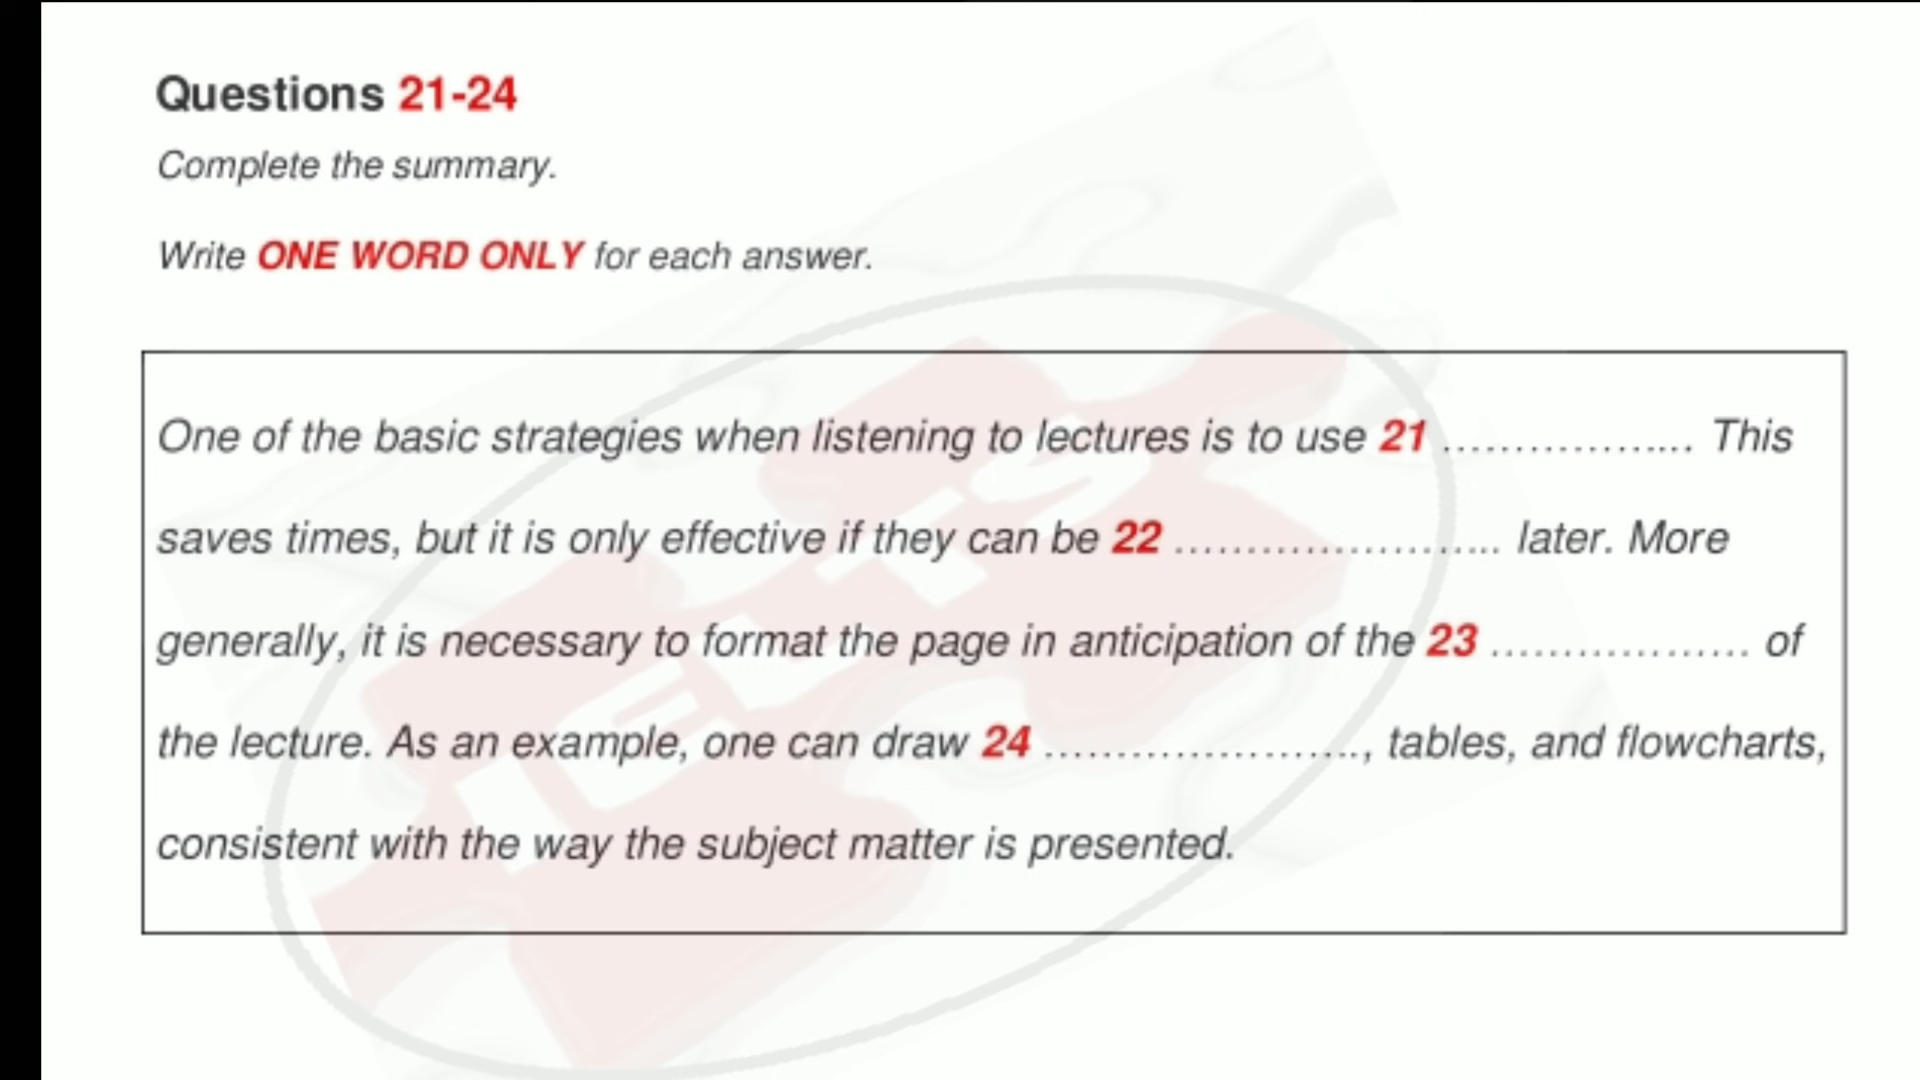 Questions 21-24
Complete the summary.
Write ONE WORD ONLY for each answer.
One of the basic strategies when listening to lectures is to use 21 .................. This
saves times, but it is only effective if they can be 22 ....................... later. More
generally, it is necessary to format the page in anticipation of the 23 .................. of
the lecture. As an example, one can draw 24 ......................, tables, and flowcharts,
consistent with the way the subject matter is presented.
IELTS